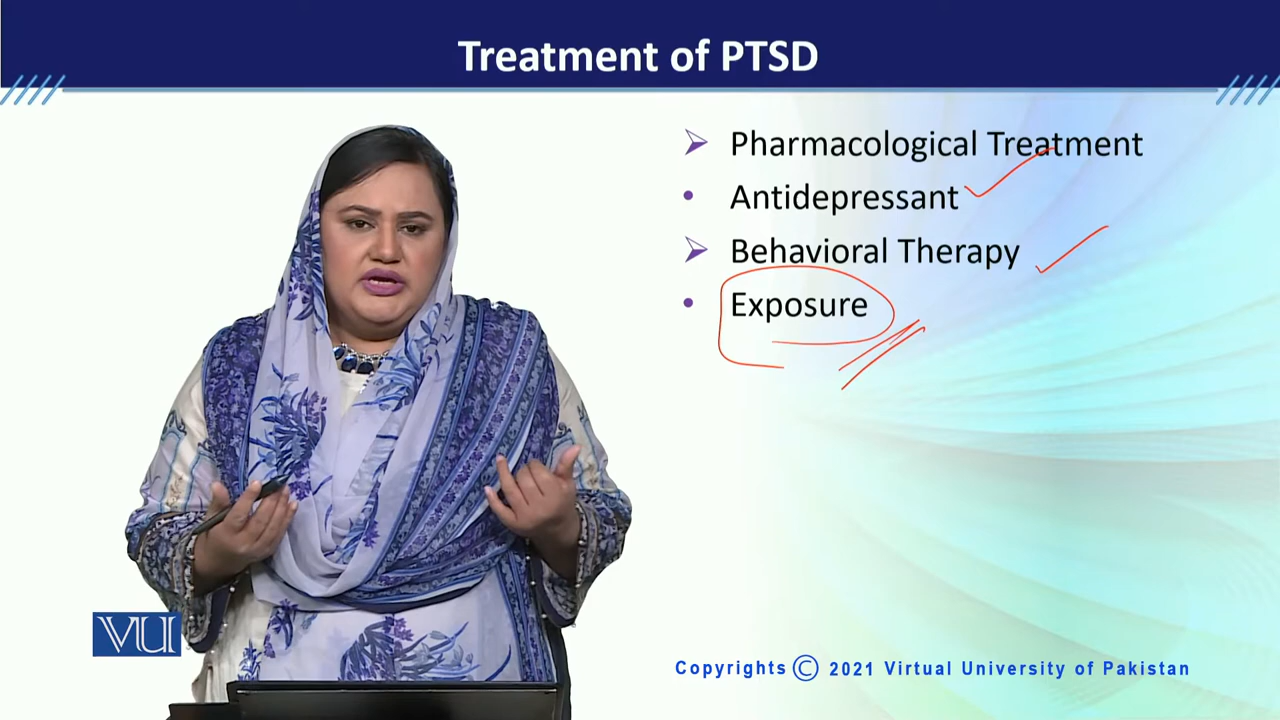 Treatment of PTSD
Pharmacological Treatment
Antidepressant
Behavioral Therapy
Exposure
VU
Copyrights © 2021 Virtual University of Pakistan